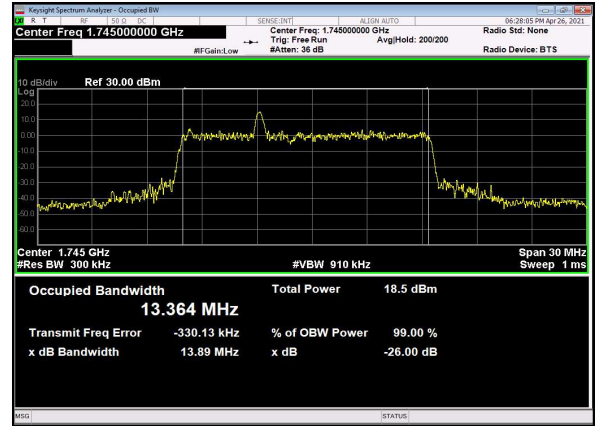 Keysight Spectrum Analyzer - Occupied BW
R T RF 50 Ω DC SENSE:INT ALIGN AUTO 06:28:05 PM Apr 26, 2021
Center Freq 1.745000000 GHz Center Freq: 1.745000000 GHz Radio Std: None
Trig: Free Run Avg|Hold: 200/200
#IFGain:Low #Atten: 36 dB Radio Device: BTS
10 dB/div Ref 30.00 dBm
Log
20.0
10.0
0.00
-10.0
-20.0
-30.0
-40.0
-50.0
-60.0
Center 1.745 GHz Span 30 MHz
#Res BW 300 kHz #VBW 910 kHz Sweep 1 ms
Occupied Bandwidth Total Power 18.5 dBm
13.364 MHz
Transmit Freq Error -330.13 kHz % of OBW Power 99.00 %
x dB Bandwidth 13.89 MHz x dB -26.00 dB
MSG STATUS